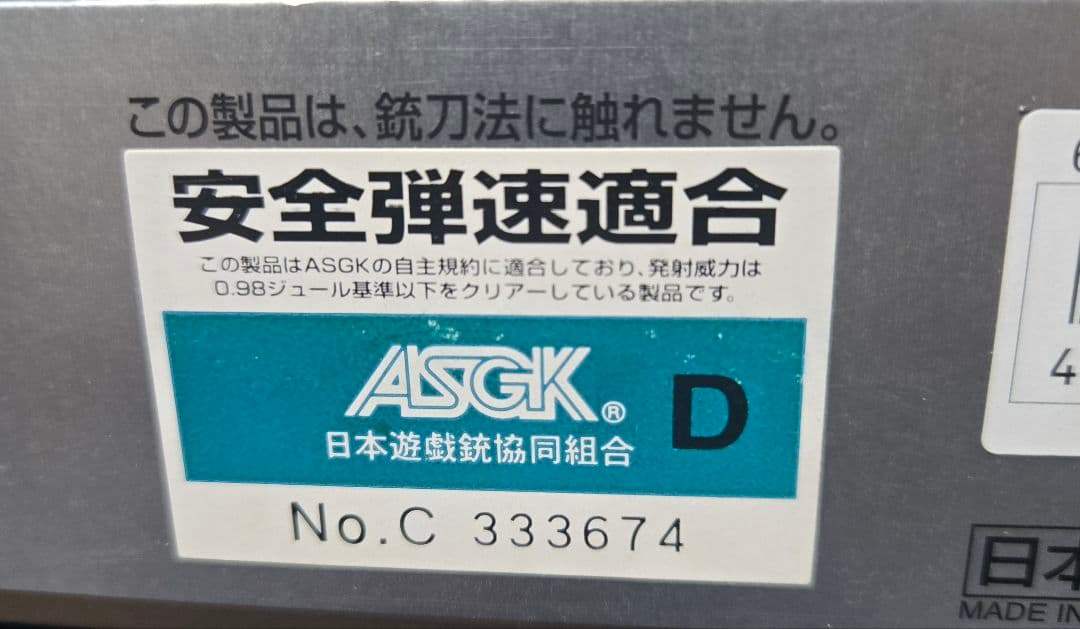 この製品は、銃刀法に触れません。
安全弾速適合
この製品はASGKの自主規約に適合しており、発射威力は
0.98ジュール基準以下をクリアーしている製品です。
ASGK®
D
日本遊戯銃協同組合
No.C 333674
4
日本
MADE IN